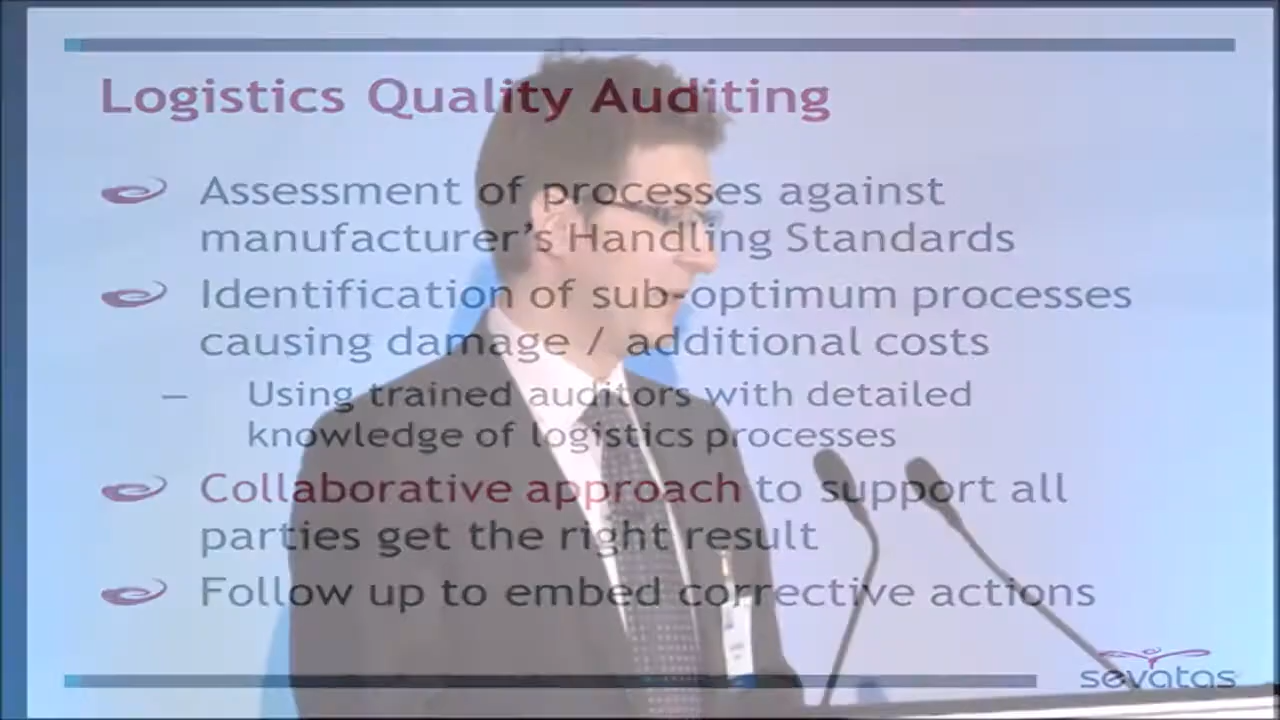 Logistics Quality Auditing
Assessment of processes against
manufacturer's Handling Standards
Identification of sub-optimum processes
causing damage / additional costs
– Using trained auditors with detailed
knowledge of logistics processes
Collaborative approach to support all
parties get the right result
Follow up to embed corrective actions
sevatas